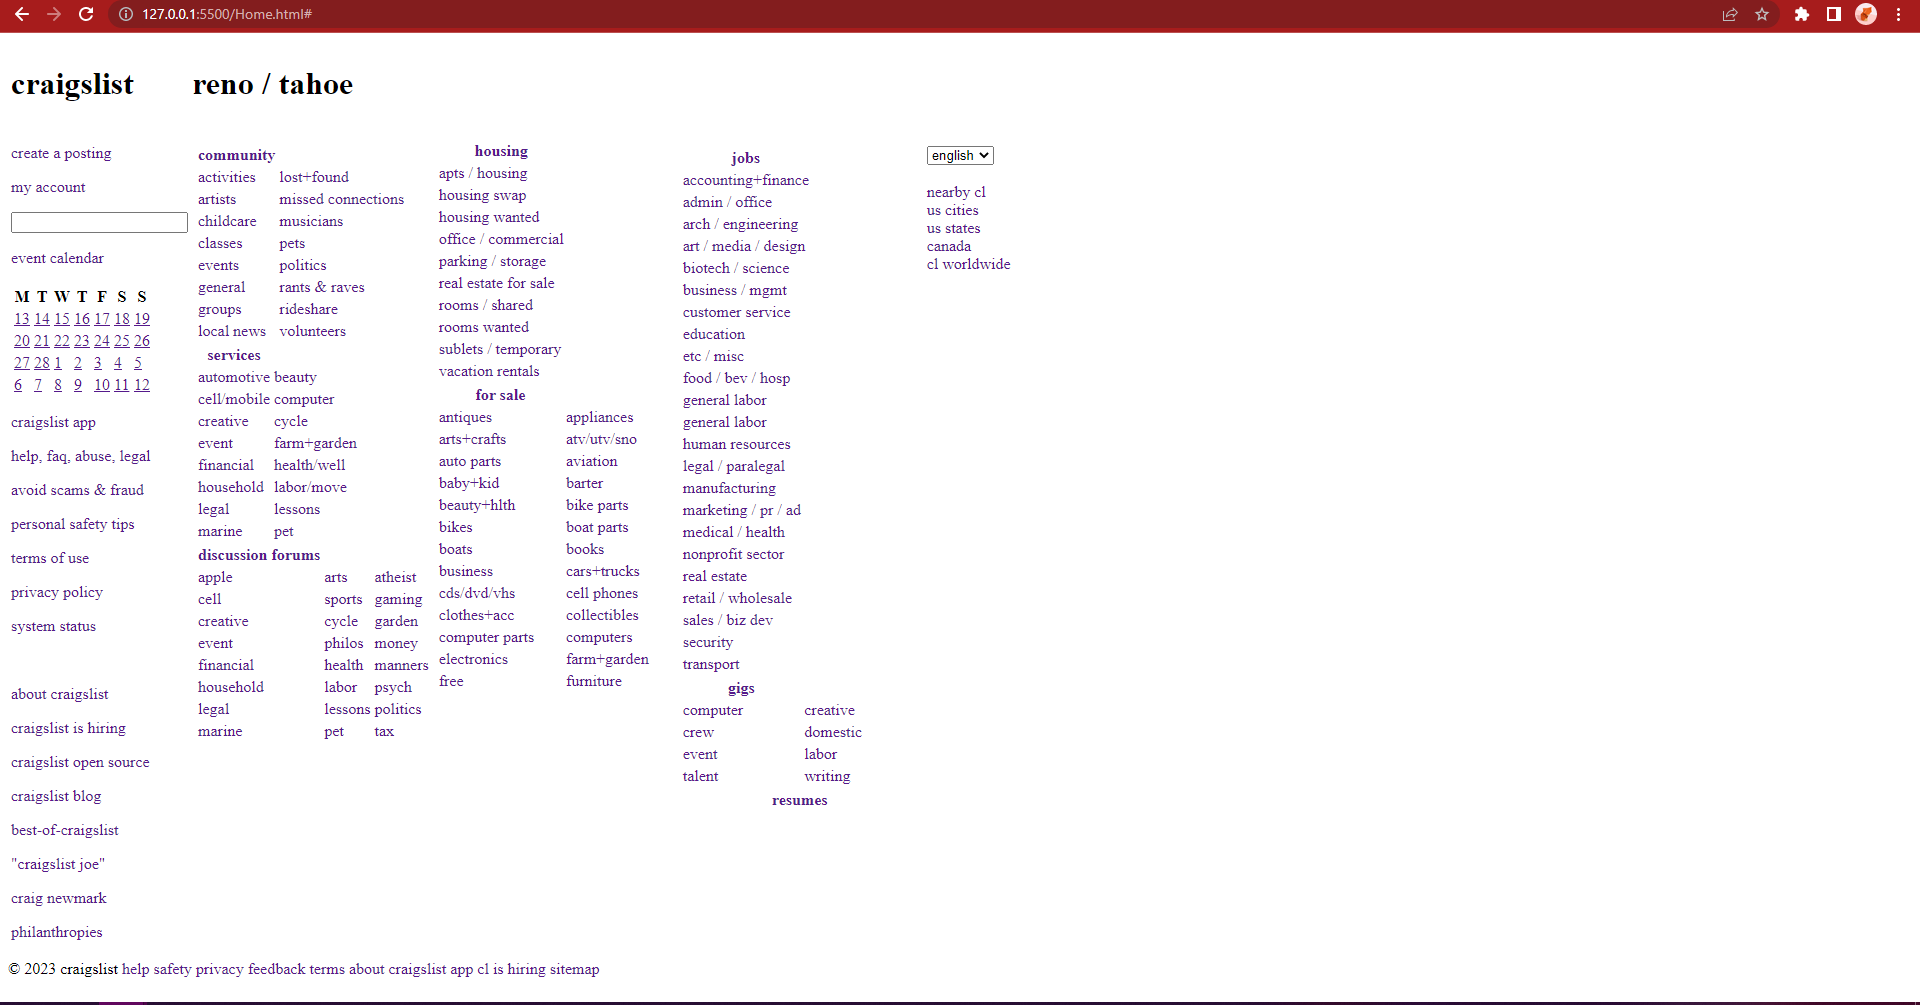 127.0.0.1:5500/Home.html#
craigslist reno / tahoe
create a posting
my account
event calendar
M T W T F S S
13 14 15 16 17 18 19
20 21 22 23 24 25 26
27 28 1 2 3 4 5
6 7 8 9 10 11 12
craigslist app
help, faq, abuse, legal
avoid scams & fraud
personal safety tips
terms of use
privacy policy
system status
about craigslist
craigslist is hiring
craigslist open source
craigslist blog
best-of-craigslist
"craigslist joe"
craig newmark
philanthropies
community
activities lost+found
artists missed connections
childcare musicians
classes pets
events politics
general rants & raves
groups rideshare
local news volunteers
services
automotive beauty
cell/mobile computer
creative cycle
event farm+garden
financial health/well
household labor/move
legal lessons
marine pet
discussion forums
apple arts atheist
cell sports gaming
creative cycle garden
event philos money
financial health manners
household labor psych
legal lessons politics
marine pet tax
housing
apts / housing
housing swap
housing wanted
office / commercial
parking / storage
real estate for sale
rooms / shared
rooms wanted
sublets / temporary
vacation rentals
for sale
antiques appliances
arts+crafts atv/utv/sno
auto parts aviation
baby+kid barter
beauty+hlth bike parts
bikes boat parts
boats books
business cars+trucks
cds/dvd/vhs cell phones
clothes+acc collectibles
computer parts computers
electronics farm+garden
free furniture
jobs
accounting+finance
admin / office
arch / engineering
art / media / design
biotech / science
business / mgmt
customer service
education
etc / misc
food / bev / hosp
general labor
general labor
human resources
legal / paralegal
manufacturing
marketing / pr / ad
medical / health
nonprofit sector
real estate
retail / wholesale
sales / biz dev
security
transport
gigs
computer creative
crew domestic
event labor
talent writing
resumes
english
nearby cl
us cities
us states
canada
cl worldwide
© 2023 craigslist help safety privacy feedback terms about craigslist app cl is hiring sitemap